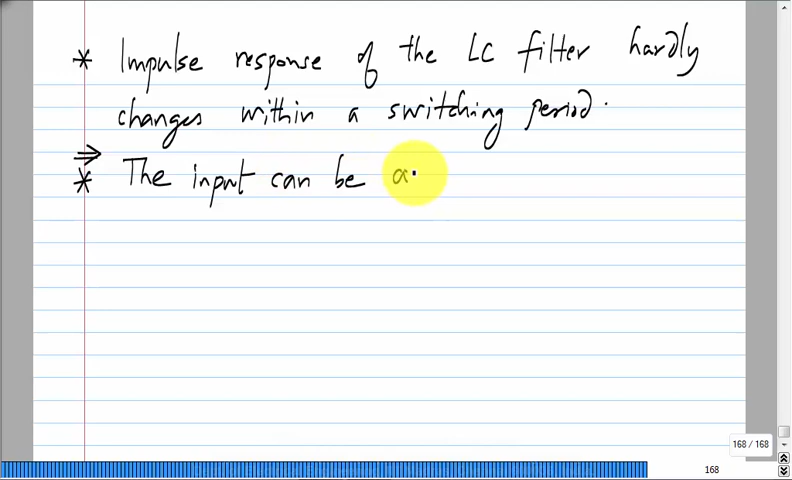 * Impulse response of the LC filter hardly
changes within a switching period.
⇒
* The input can be a
168 / 168
168